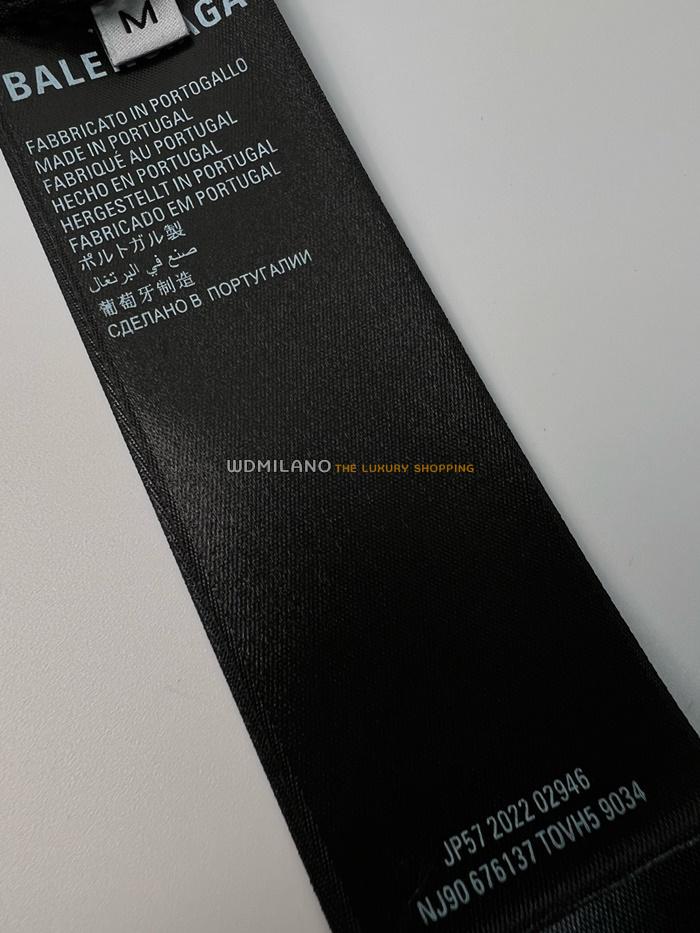 M
BALE AGA
FABBRICATO IN PORTOGALLO
MADE IN PORTUGAL
FABRIQUÉ AU PORTUGAL
HECHO EN PORTUGAL
HERGESTELLT IN PORTUGAL
FABRICADO EM PORTUGAL
ポルトガル製
صنع في البرتغال
葡萄牙制造
СДЕЛАНО В ПОРТУГАЛИИ
WDMILANO THE LUXURY SHOPPING
JP57 2022 02946
NJ90 676137 TOVH5 9034